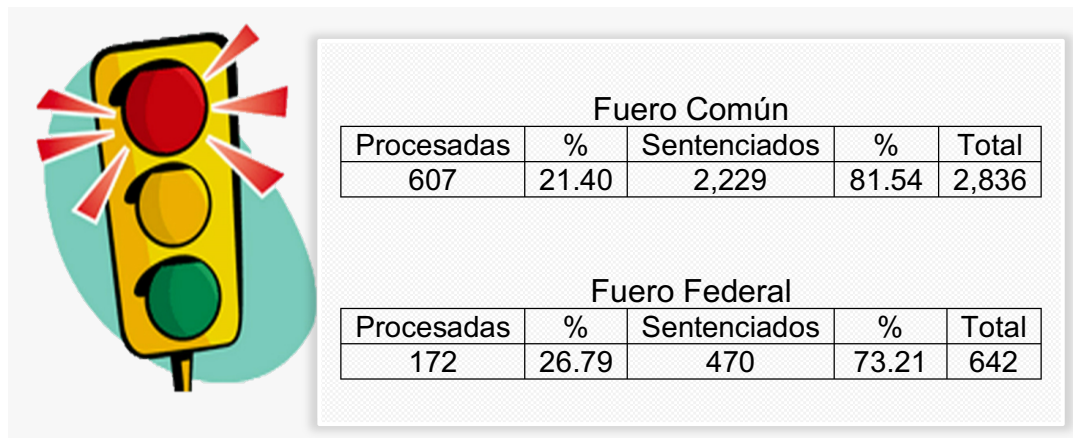 Fuero Común
Procesadas % Sentenciados % Total
607 21.40 2,229 81.54 2,836
Fuero Federal
Procesadas % Sentenciados % Total
172 26.79 470 73.21 642